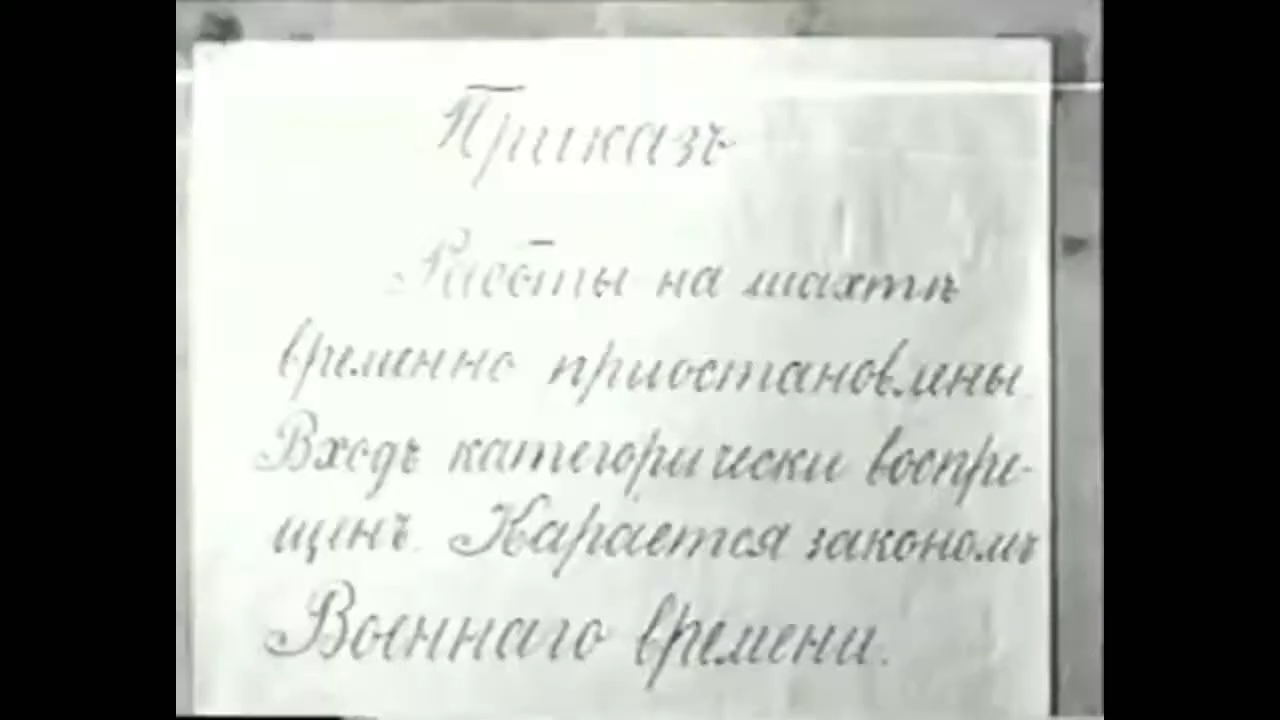 Приказъ
Работы на шахтѣ
временно приостановлены.
Входъ категорически воспре-
щенъ. Карается закономъ
Военнаго времени.